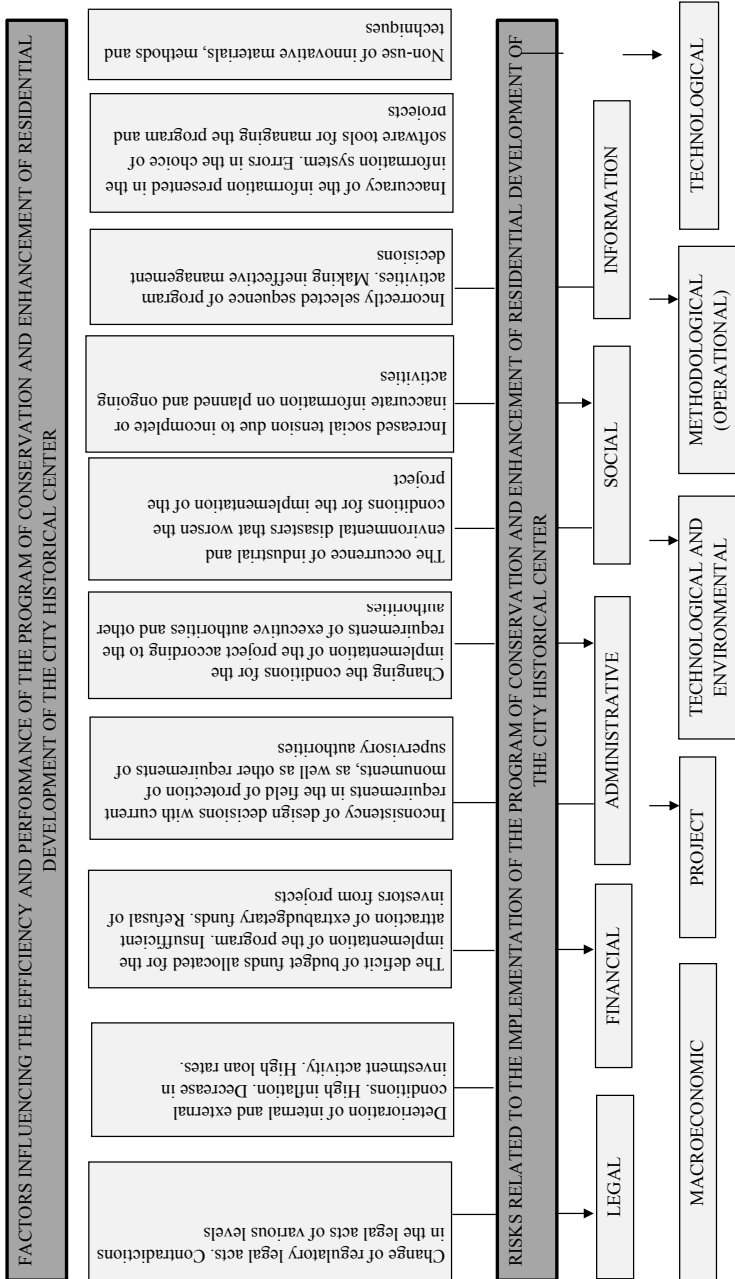 FACTORS INFLUENCING THE EFFICIENCY AND PERFORMANCE OF THE PROGRAM OF CONSERVATION AND ENHANCEMENT OF RESIDENTIAL
DEVELOPMENT OF THE CITY HISTORICAL CENTER
Change of regulatory legal acts. Contradictions
in the legal acts of various levels
Deterioration of internal and external
conditions. High inflation. Decrease in
investment activity. High loan rates.
The deficit of budget funds allocated for the
implementation of the program. Insufficient
attraction of extrabudgetary funds. Refusal of
investors from projects
Inconsistency of design decisions with current
requirements in the field of protection of
monuments, as well as other requirements of
supervisory authorities
Changing the conditions for the
implementation of the project according to the
requirements of executive authorities and other
authorities
The occurrence of industrial and
environmental disasters that worsen the
conditions for the implementation of the
project
Increased social tension due to incomplete or
inaccurate information on planned and ongoing
activities
Incorrectly selected sequence of program
activities. Making ineffective management
decisions
Inaccuracy of the information presented in the
information system. Errors in the choice of
software tools for managing the program and
projects
Non-use of innovative materials, methods and
techniques
RISKS RELATED TO THE IMPLEMENTATION OF THE PROGRAM OF CONSERVATION AND ENHANCEMENT OF RESIDENTIAL DEVELOPMENT OF
THE CITY HISTORICAL CENTER
LEGAL
FINANCIAL
ADMINISTRATIVE
SOCIAL
INFORMATION
MACROECONOMIC
PROJECT
TECHNOLOGICAL AND
ENVIRONMENTAL
METHODOLOGICAL
(OPERATIONAL)
TECHNOLOGICAL